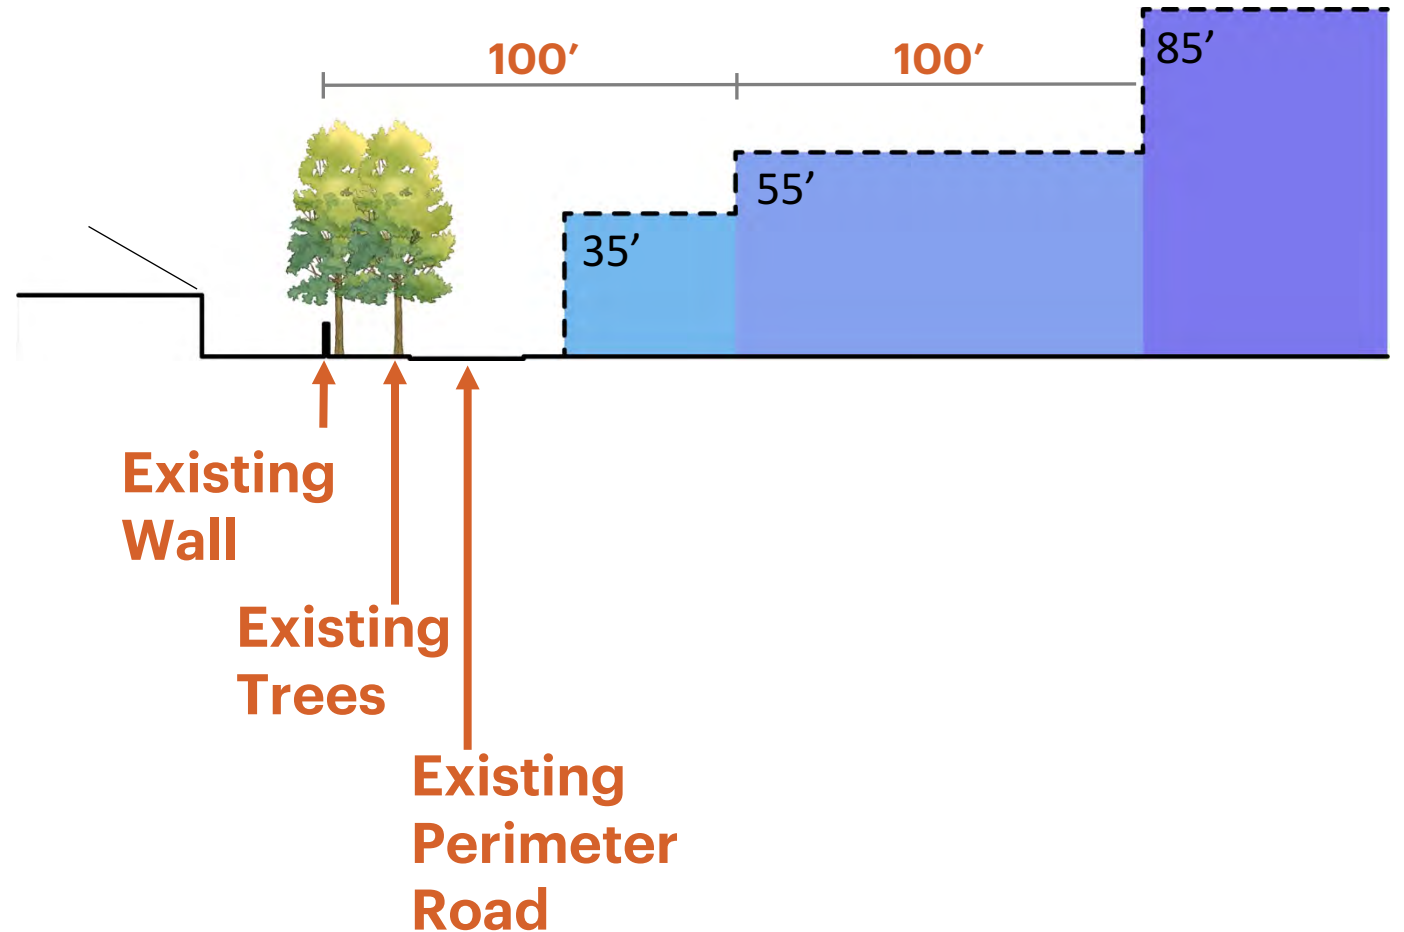 100’
100’
85’
55’
35’
Existing
Wall
Existing
Trees
Existing
Perimeter
Road